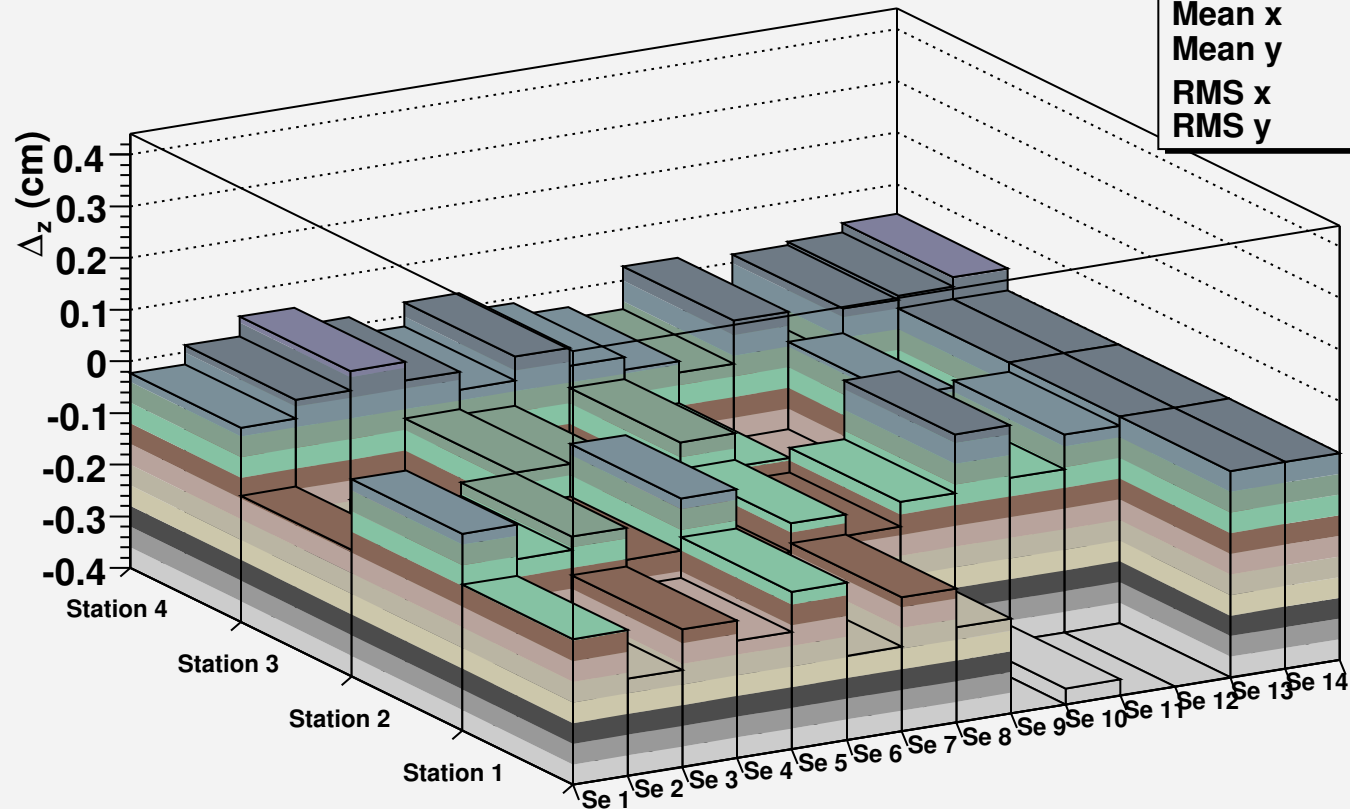 Mean x
Mean y
RMS x
RMS y
Δz (cm)
0.4
0.3
0.2
0.1
0
-0.1
-0.2
-0.3
-0.4
Station 4
Station 3
Station 2
Station 1
Se 1
Se 2
Se 3
Se 4
Se 5
Se 6
Se 7
Se 8
Se 9
Se 10
Se 11
Se 12
Se 13
Se 14